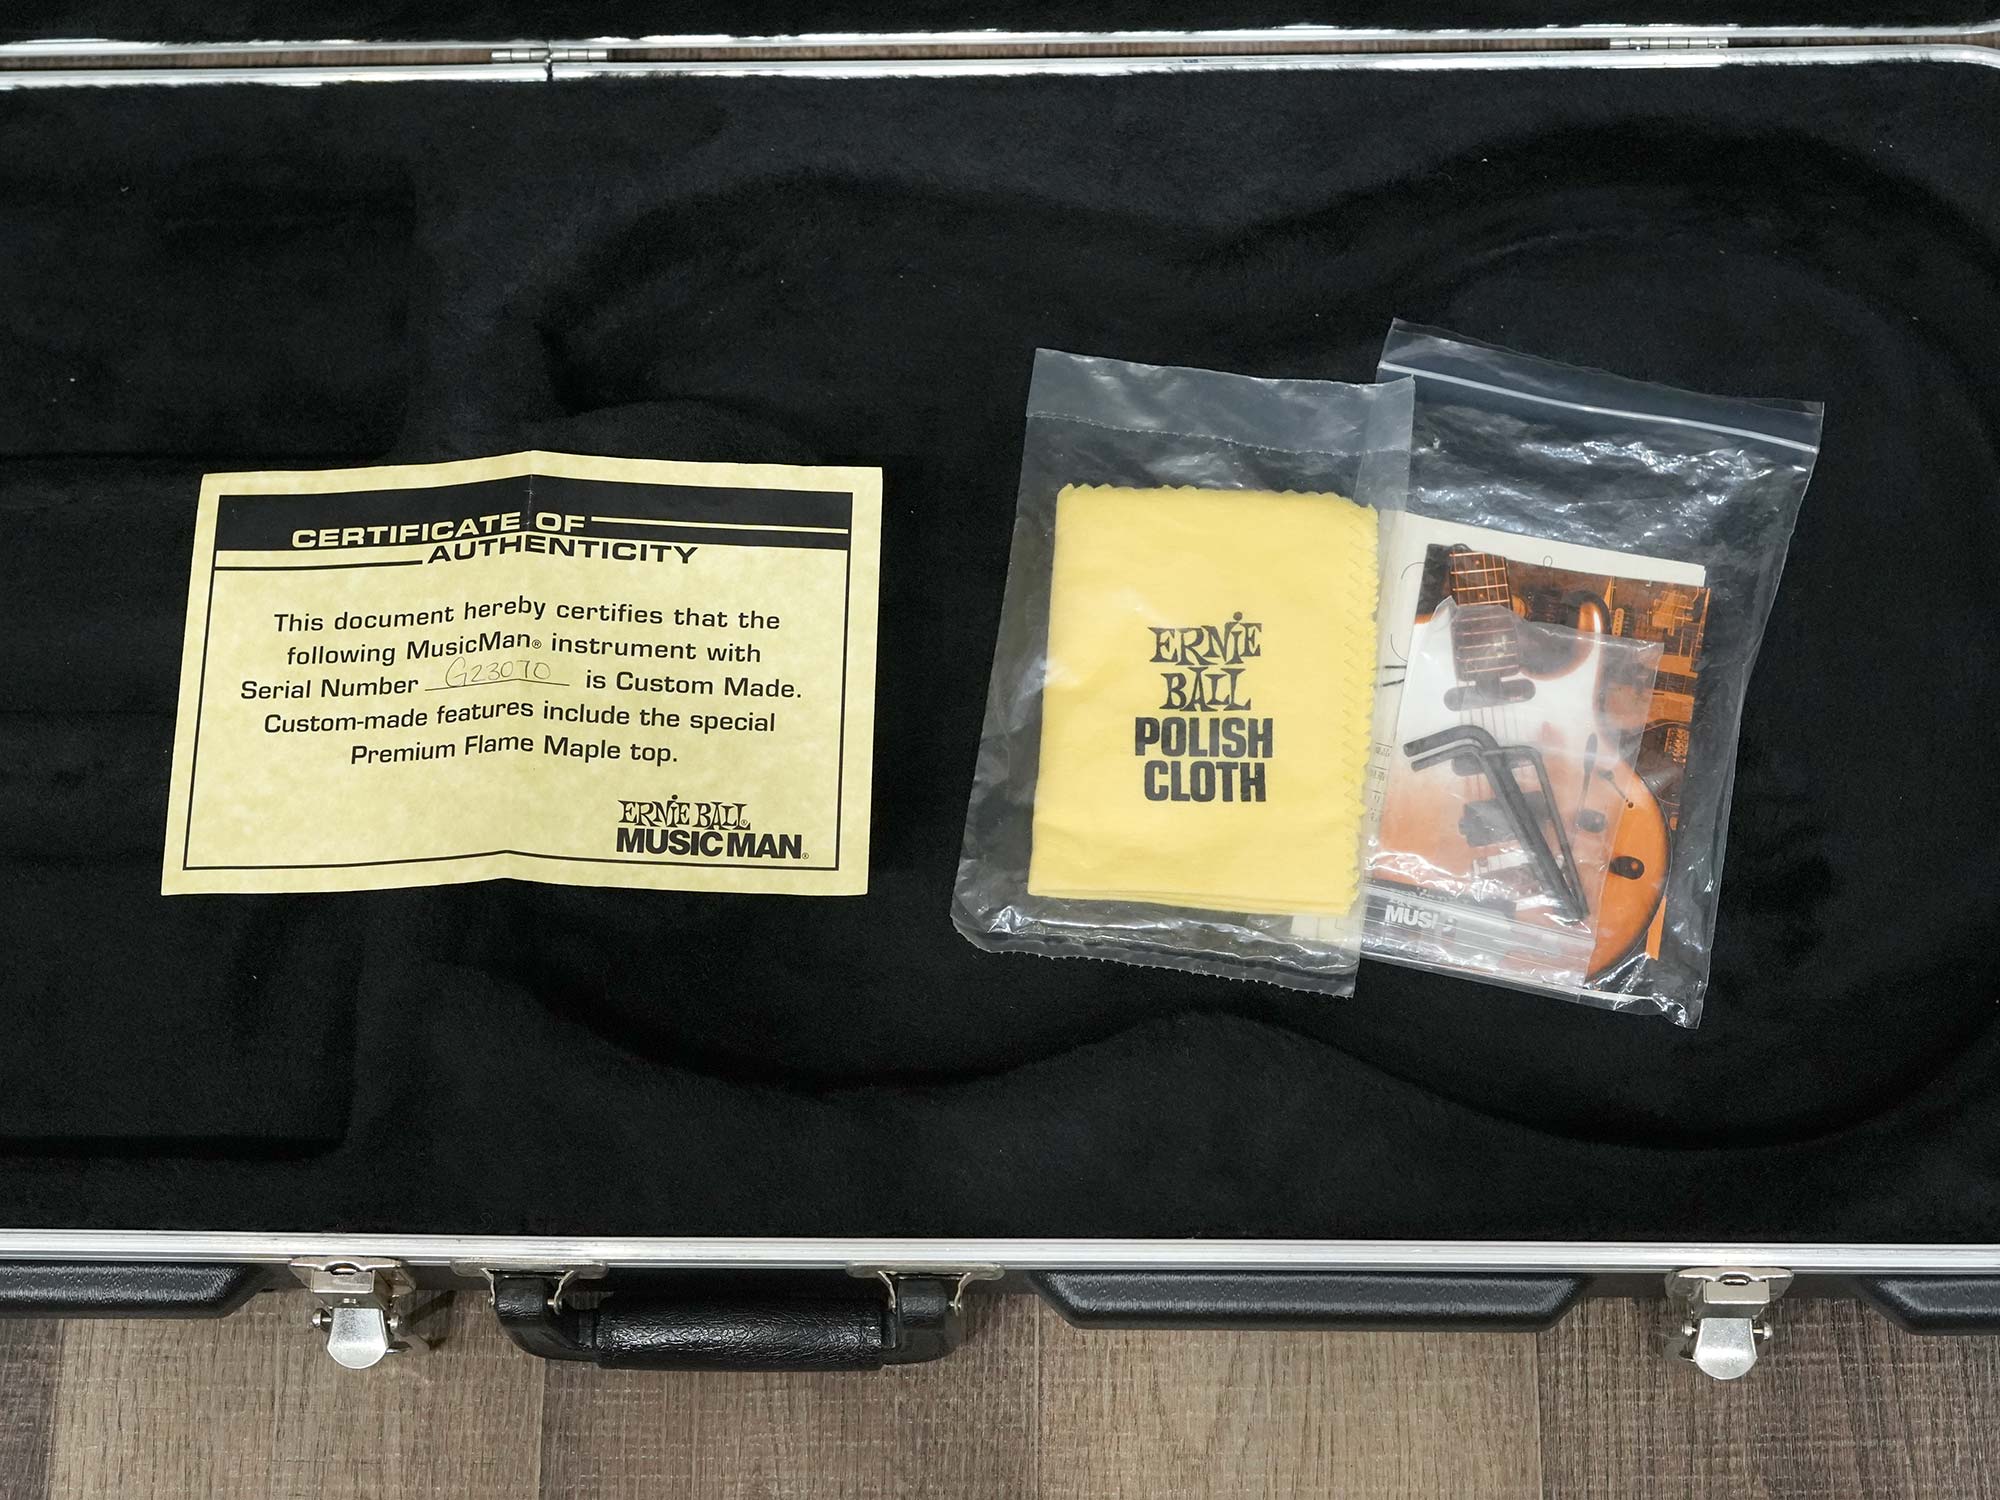 CERTIFICATE OF
AUTHENTICITY
This document hereby certifies that the
following MusicMan® instrument with
Serial Number G23070 is Custom Made.
Custom-made features include the special
Premium Flame Maple top.
ERNIE BALL®
MUSIC MAN®
ERNIE
BALL
POLISH
CLOTH